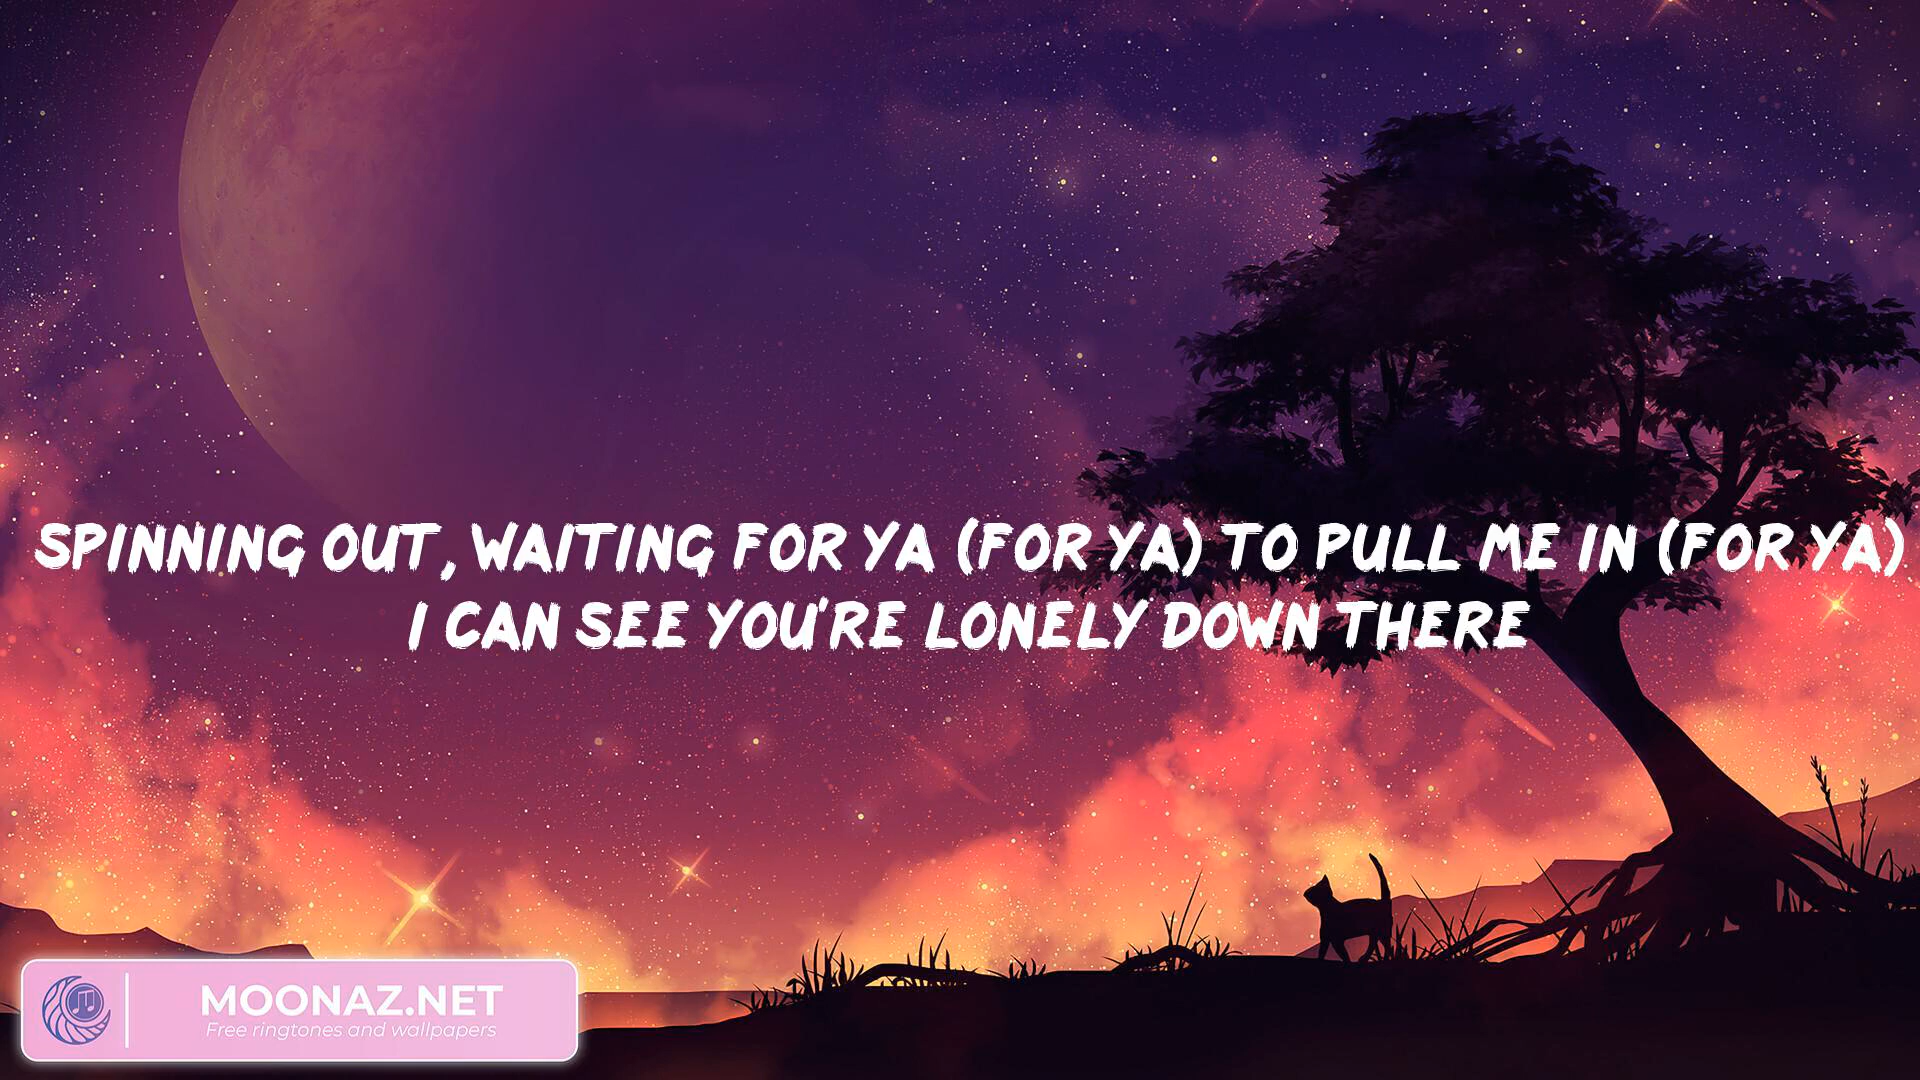 SPINNING OUT, WAITING FOR YA (FOR YA) TO PULL ME IN (FOR YA)
I CAN SEE YOU'RE LONELY DOWN THERE
MOONAZ.NET
Free ringtones and wallpapers